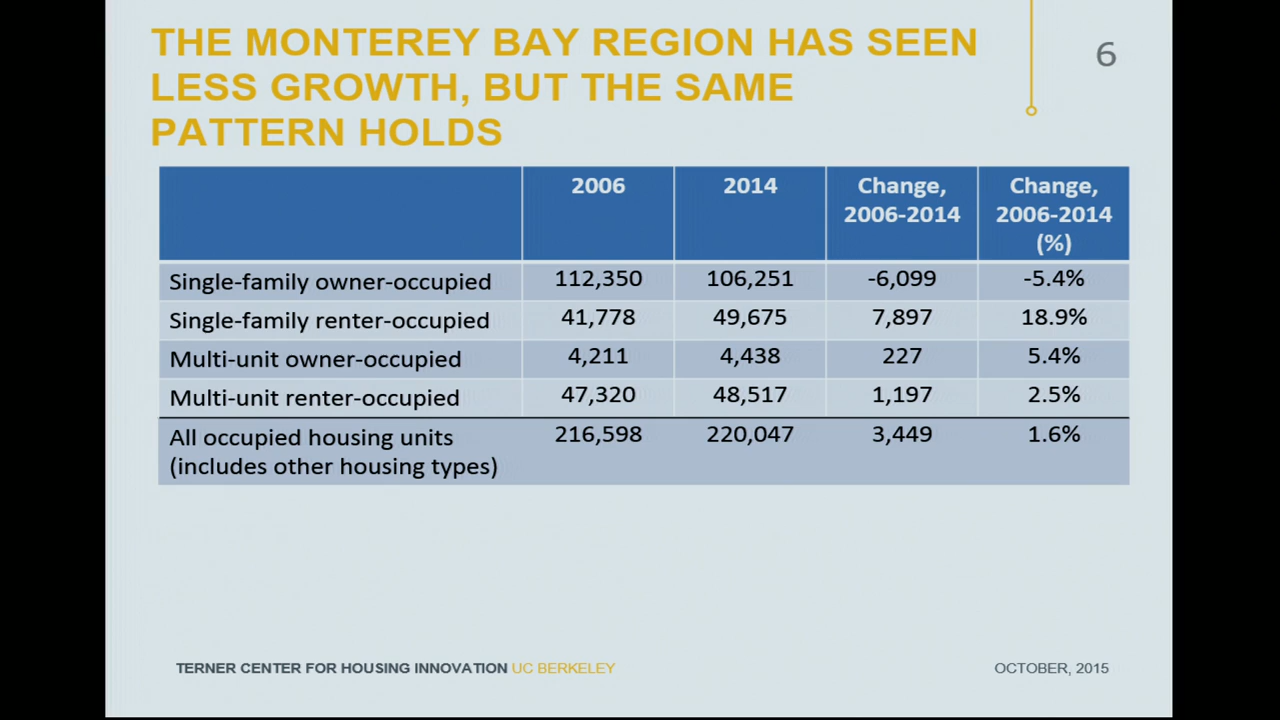 THE MONTEREY BAY REGION HAS SEEN
LESS GROWTH, BUT THE SAME
PATTERN HOLDS
6
2006 2014 Change, 2006-2014 Change, 2006-2014 (%)
Single-family owner-occupied 112,350 106,251 -6,099 -5.4%
Single-family renter-occupied 41,778 49,675 7,897 18.9%
Multi-unit owner-occupied 4,211 4,438 227 5.4%
Multi-unit renter-occupied 47,320 48,517 1,197 2.5%
All occupied housing units 216,598 220,047 3,449 1.6%
(includes other housing types)
TERNER CENTER FOR HOUSING INNOVATION UC BERKELEY OCTOBER, 2015